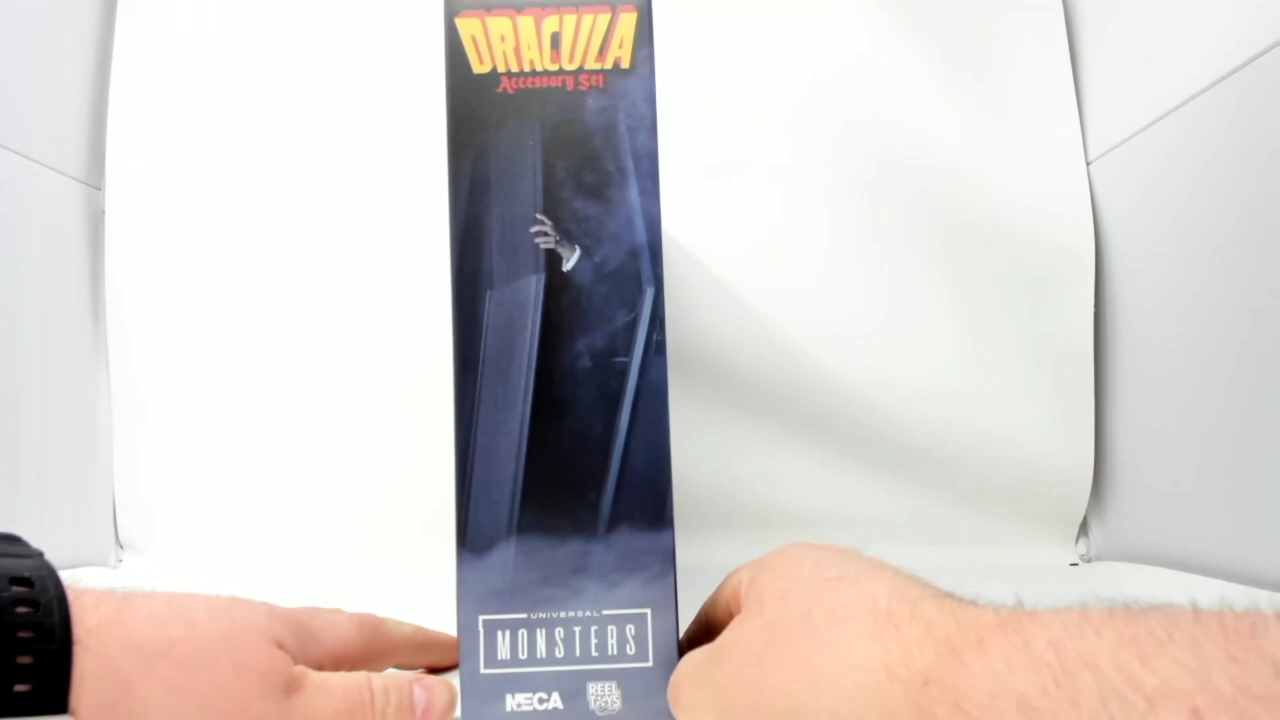 DRACULA
Accessory Set
UNIVERSAL
MONSTERS
NECA
REEL
TOYS